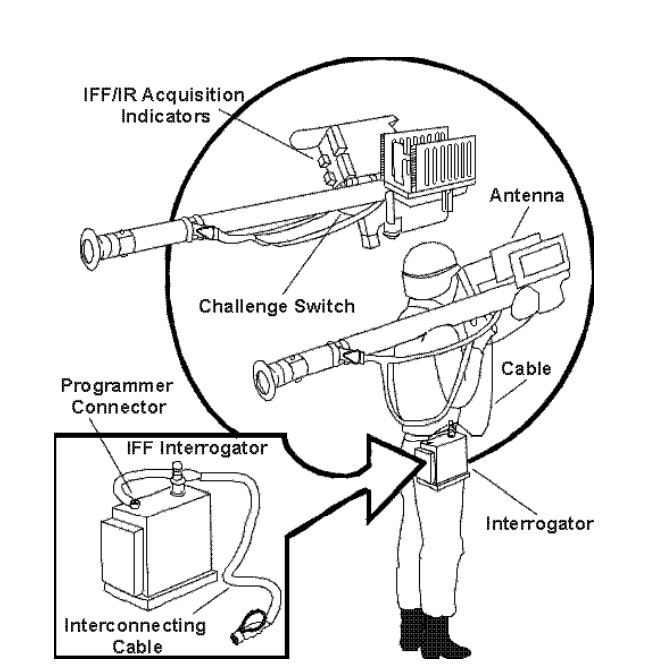 IFF/IR Acquisition
Indicators
Antenna
Challenge Switch
Cable
Programmer
Connector
IFF Interrogator
Interrogator
Interconnecting
Cable